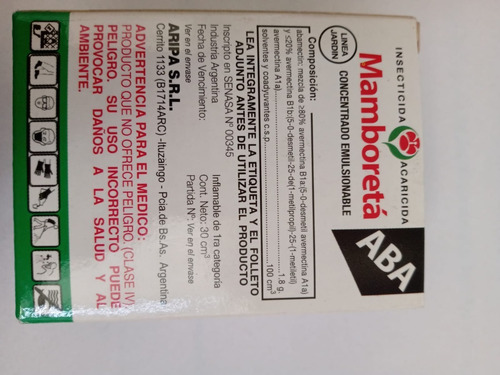 LINEA
JARDIN
INSECTICIDA ACARICIDA
Mamboretá
CONCENTRADO EMULSIONABLE
ABA
Composición:
abamectin: mezcla de ≥80% avermectina B1a:(5-0-desmetil avermectina A1a)
y ≤20% avermectina B1b:(5-0-desmetil-25-de(1-metilpropil)-25-(1-metiletil)
avermectina A1a) 1,8 g
solventes y coadyuvantes c.s.p. 100 cm³
LEA INTEGRAMENTE LA ETIQUETA Y EL FOLLETO
ADJUNTO ANTES DE UTILIZAR EL PRODUCTO
Inscripto en SENASA Nº 00345
Industria Argentina
Inflamable de 1ra categoría
Fecha de Vencimiento:
Cont. Neto: 30 cm³
Ver en el envase
Partida Nº: Ver en el envase
ARIPA S.R.L.
Cerrito 1133 (B1714ARC) -Ituzaingo - Pcia.de Bs.As. Argentina
ADVERTENCIA PARA EL MEDICO:
PRODUCTO QUE NO OFRECE PELIGRO, (CLASE IV)
PELIGRO, SU USO INCORRECTO PUEDE
PROVOCAR DAÑOS A LA SALUD Y AL
AMBIENTE.